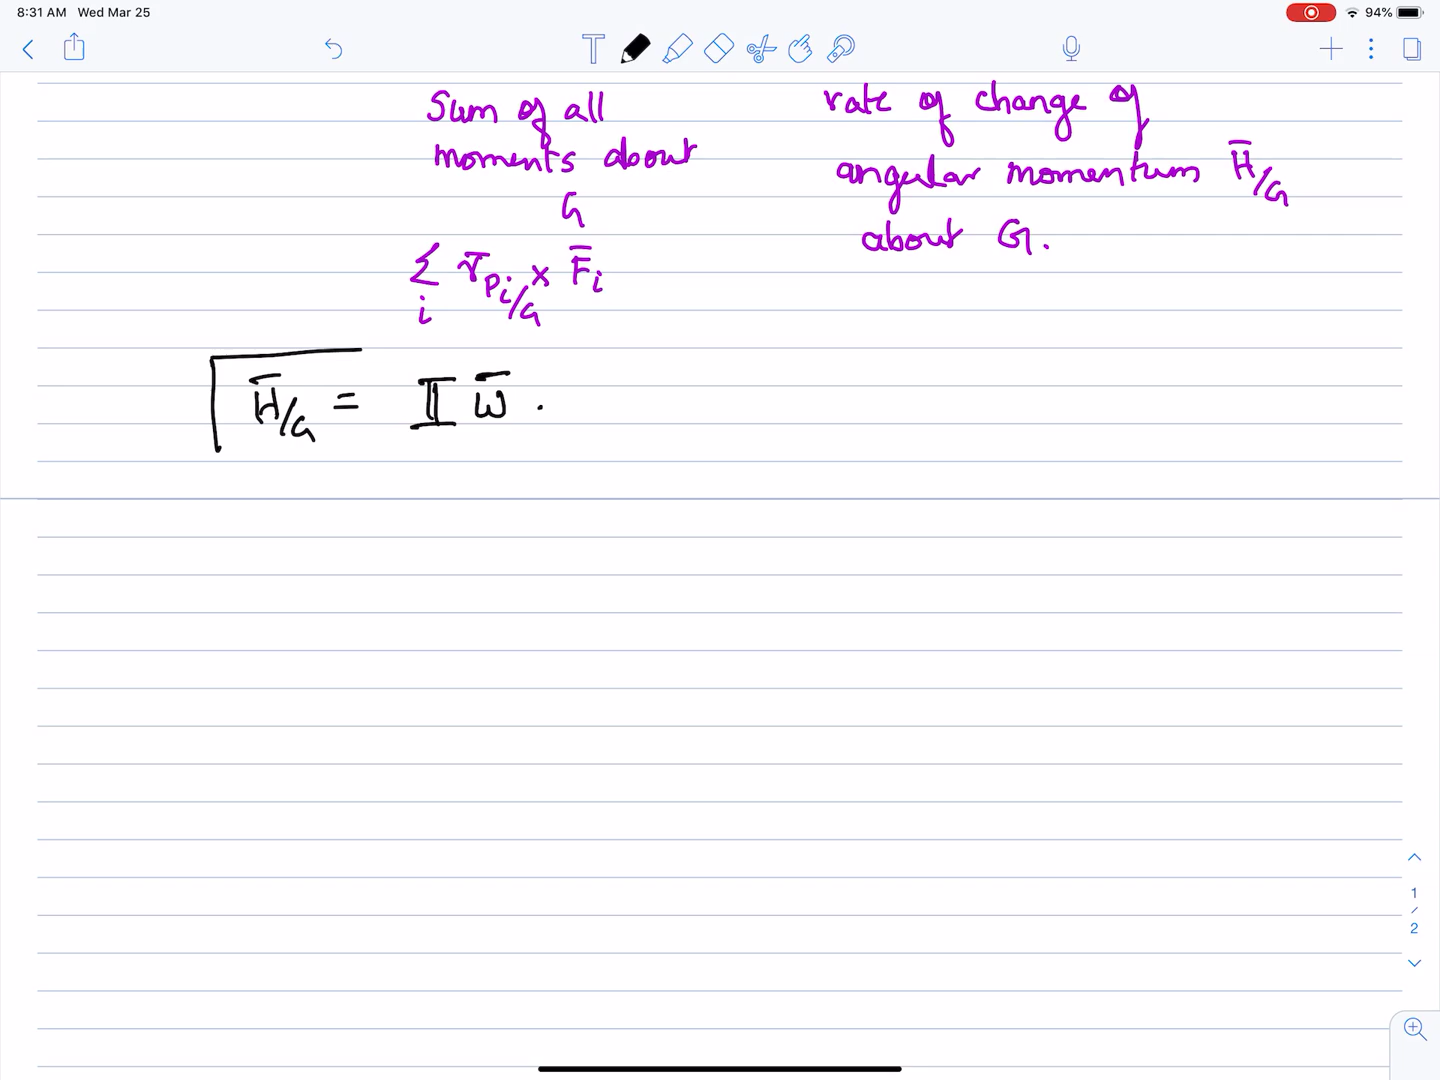 8:31 AM Wed Mar 25
94%
T
Sum of all
moments about
G
rate of change of
angular momentum H̄/G
about G.
Σ r̄Pi/G × F̄i
i
H̄/G = 𝕀 ω̄ .
1
/
2